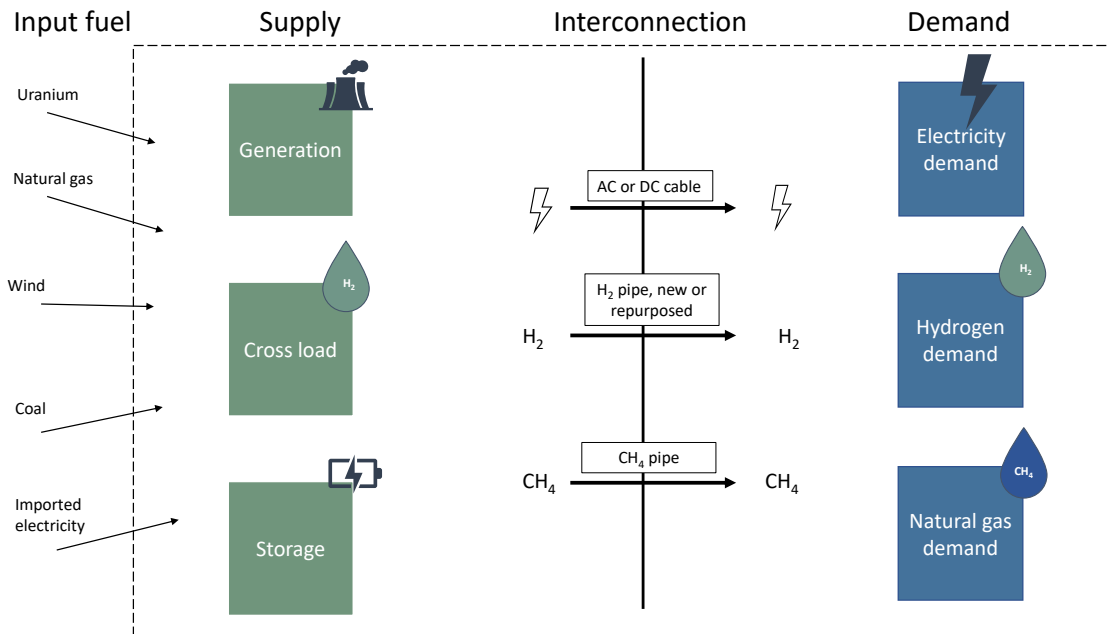 Input fuel
Supply
Interconnection
Demand
Uranium
Natural gas
Wind
Coal
Imported
electricity
Generation
H₂
Cross load
Storage
AC or DC cable
H₂ pipe, new or
repurposed
H₂
H₂
CH₄ pipe
CH₄
CH₄
Electricity
demand
H₂
Hydrogen
demand
CH₄
Natural gas
demand